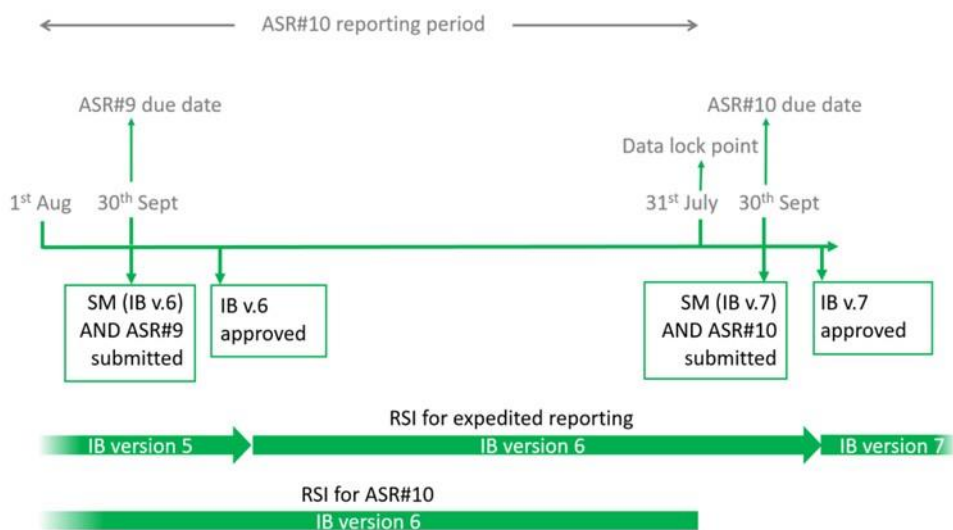 ASR#10 reporting period
ASR#9 due date
ASR#10 due date
Data lock point
1st Aug
30th Sept
31st July
30th Sept
SM (IB v.6)
AND ASR#9
submitted
IB v.6
approved
SM (IB v.7)
AND ASR#10
submitted
IB v.7
approved
RSI for expedited reporting
IB version 5
IB version 6
IB version 7
RSI for ASR#10
IB version 6